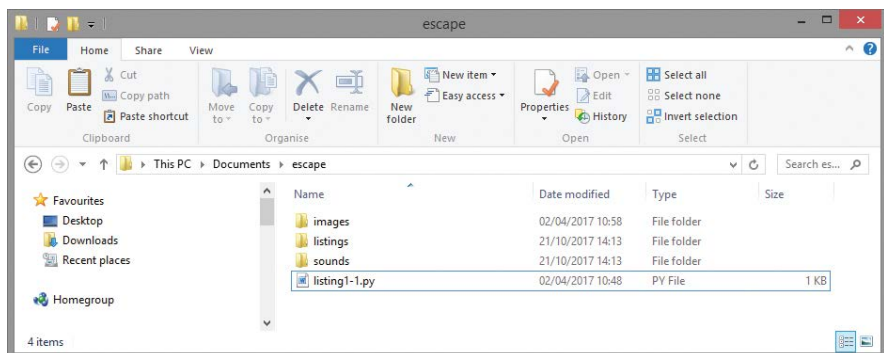 escape
File Home Share View
Copy
Paste
Cut
Copy path
Paste shortcut
Clipboard
Move to
Copy to
Delete
Rename
Organise
New folder
New item
Easy access
New
Properties
Open
Edit
History
Open
Select all
Select none
Invert selection
Select
This PC Documents escape
Search es...
Favourites
Desktop
Downloads
Recent places
Homegroup
Name Date modified Type Size
images 02/04/2017 10:58 File folder
listings 21/10/2017 14:13 File folder
sounds 21/10/2017 14:13 File folder
listing1-1.py 02/04/2017 10:48 PY File 1 KB
4 items